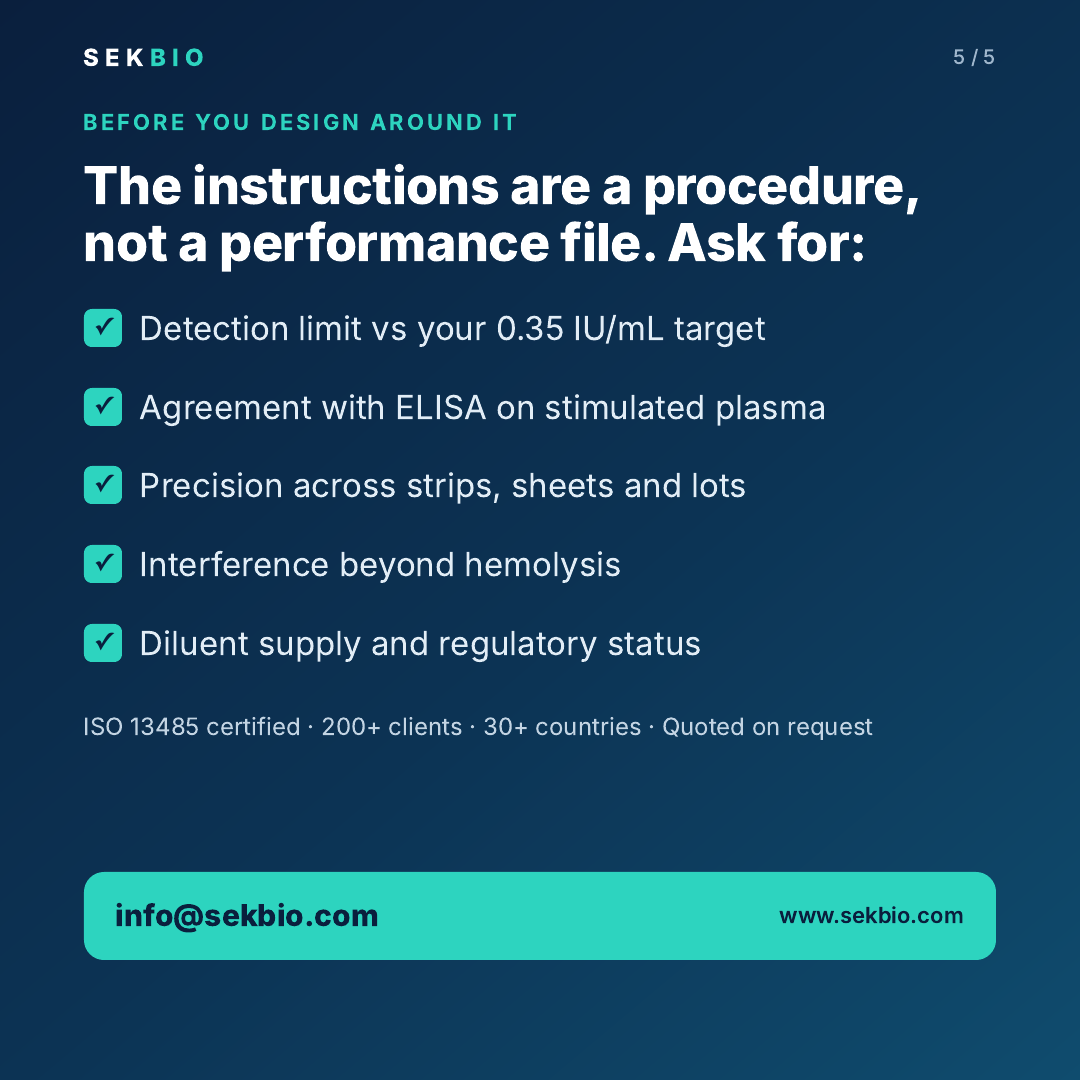 SEKBIO
5 / 5
BEFORE YOU DESIGN AROUND IT
The instructions are a procedure,
not a performance file. Ask for:
✓ Detection limit vs your 0.35 IU/mL target
✓ Agreement with ELISA on stimulated plasma
✓ Precision across strips, sheets and lots
✓ Interference beyond hemolysis
✓ Diluent supply and regulatory status
ISO 13485 certified · 200+ clients · 30+ countries · Quoted on request
info@sekbio.com
www.sekbio.com